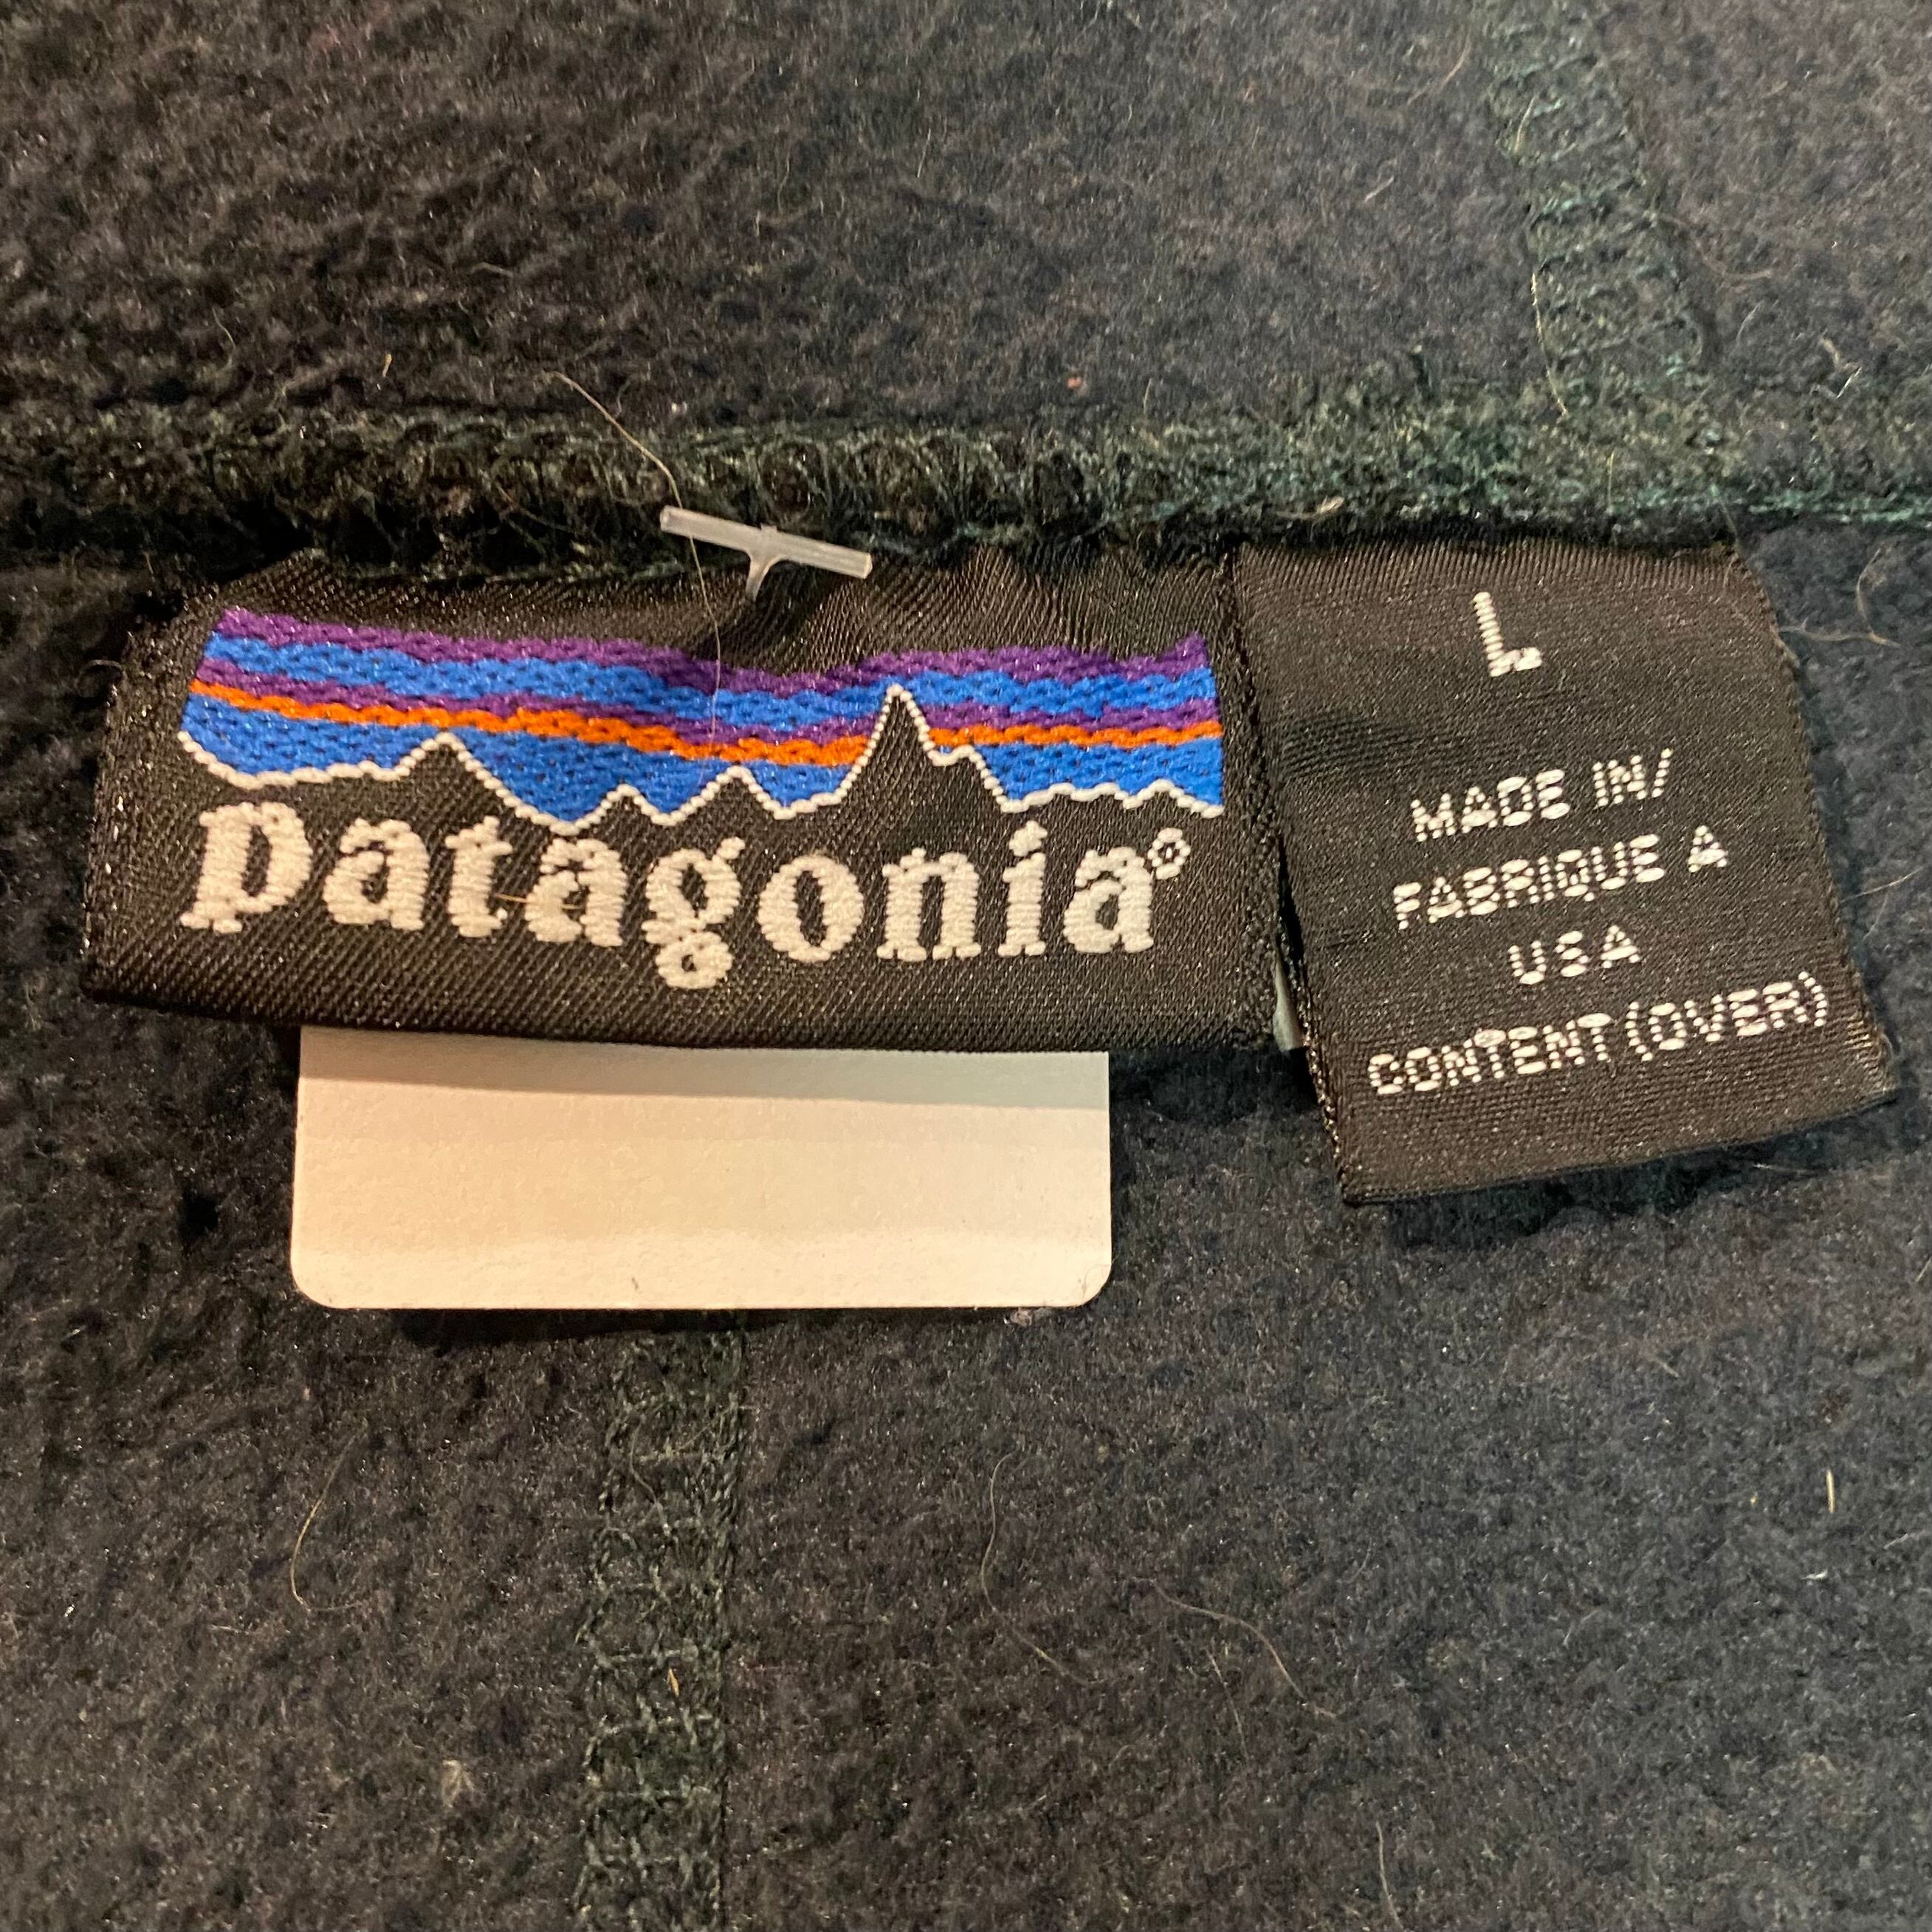 patagonia®
L
MADE IN/
FABRIQUE A
USA
CONTENT (OVER)